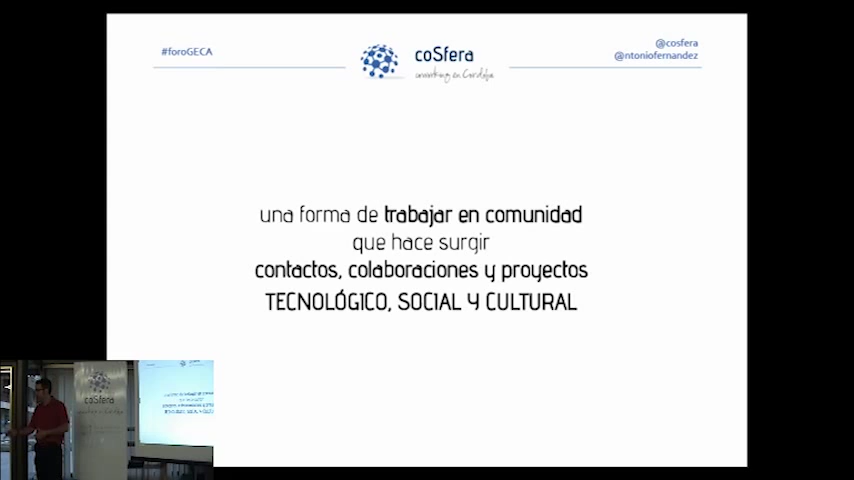 #foroGECA
coSfera
coworking en Córdoba
@cosfera
@ntoniofernandez
una forma de trabajar en comunidad
que hace surgir
contactos, colaboraciones y proyectos
TECNOLÓGICO, SOCIAL Y CULTURAL
coSfera